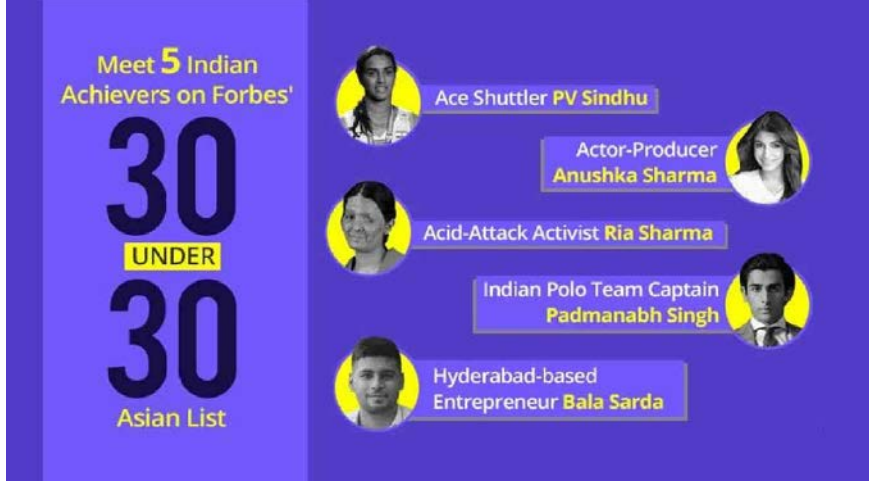 Meet 5 Indian
Achievers on Forbes'
30
UNDER
30
Asian List
Ace Shuttler PV Sindhu
Actor-Producer
Anushka Sharma
Acid-Attack Activist Ria Sharma
Indian Polo Team Captain
Padmanabh Singh
Hyderabad-based
Entrepreneur Bala Sarda